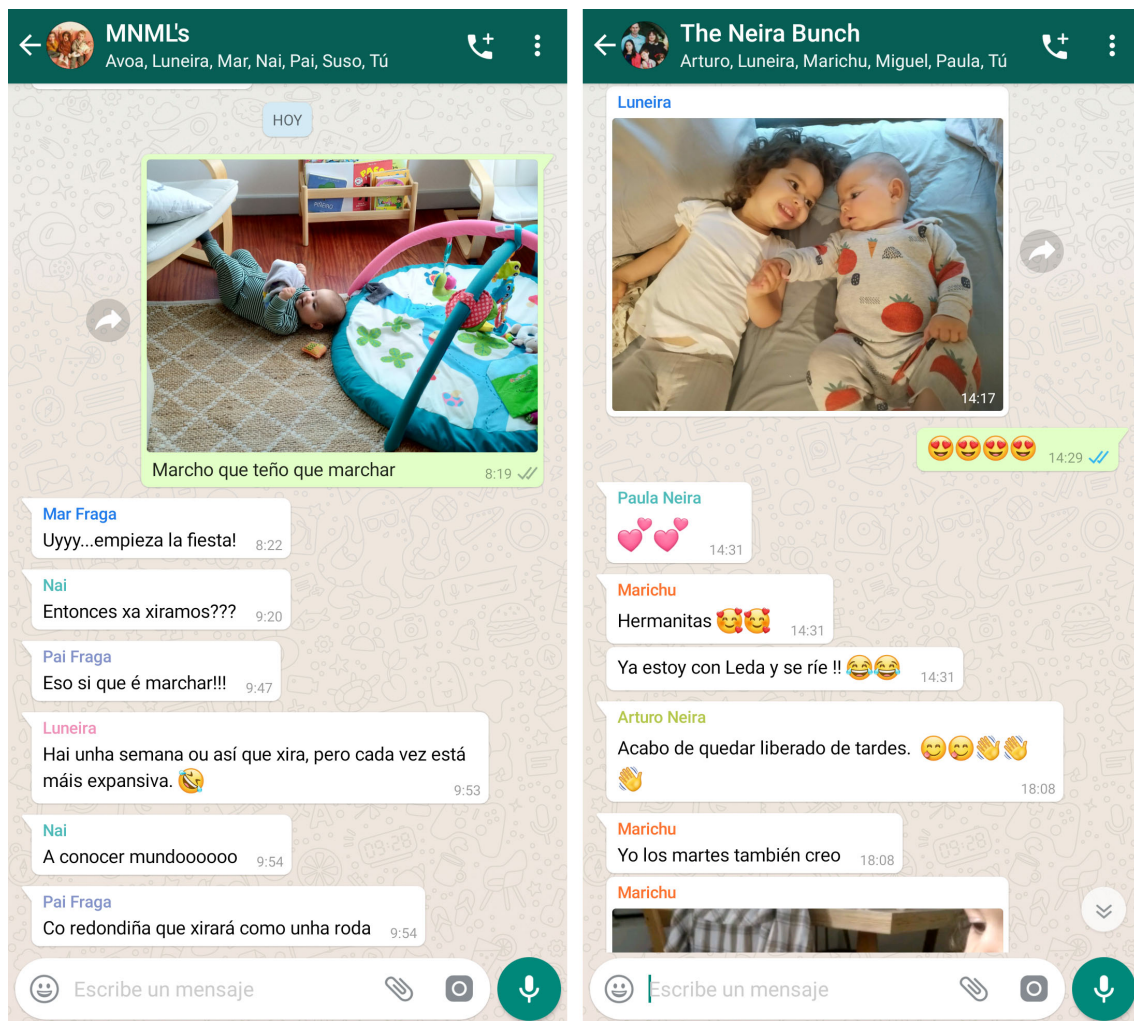 MNML's
Avoa, Luneira, Mar, Nai, Pai, Suso, Tú
HOY
Marcho que teño que marchar
8:19
Mar Fraga
Uyyy...empieza la fiesta! 8:22
Nai
Entonces xa xiramos??? 9:20
Pai Fraga
Eso si que é marchar!!! 9:47
Luneira
Hai unha semana ou así que xira, pero cada vez está
máis expansiva. 🤣
9:53
Nai
A conocer mundoooooo 9:54
Pai Fraga
Co redondiña que xirará como unha roda 9:54
Escribe un mensaje
The Neira Bunch
Arturo, Luneira, Marichu, Miguel, Paula, Tú
Luneira
14:17
😍😍😍😍 14:29
Paula Neira
💕💕 14:31
Marichu
Hermanitas 🥰🥰 14:31
Ya estoy con Leda y se ríe !! 😂😂 14:31
Arturo Neira
Acabo de quedar liberado de tardes. 😋😋👋👋
👋 18:08
Marichu
Yo los martes también creo 18:08
Marichu
Escribe un mensaje